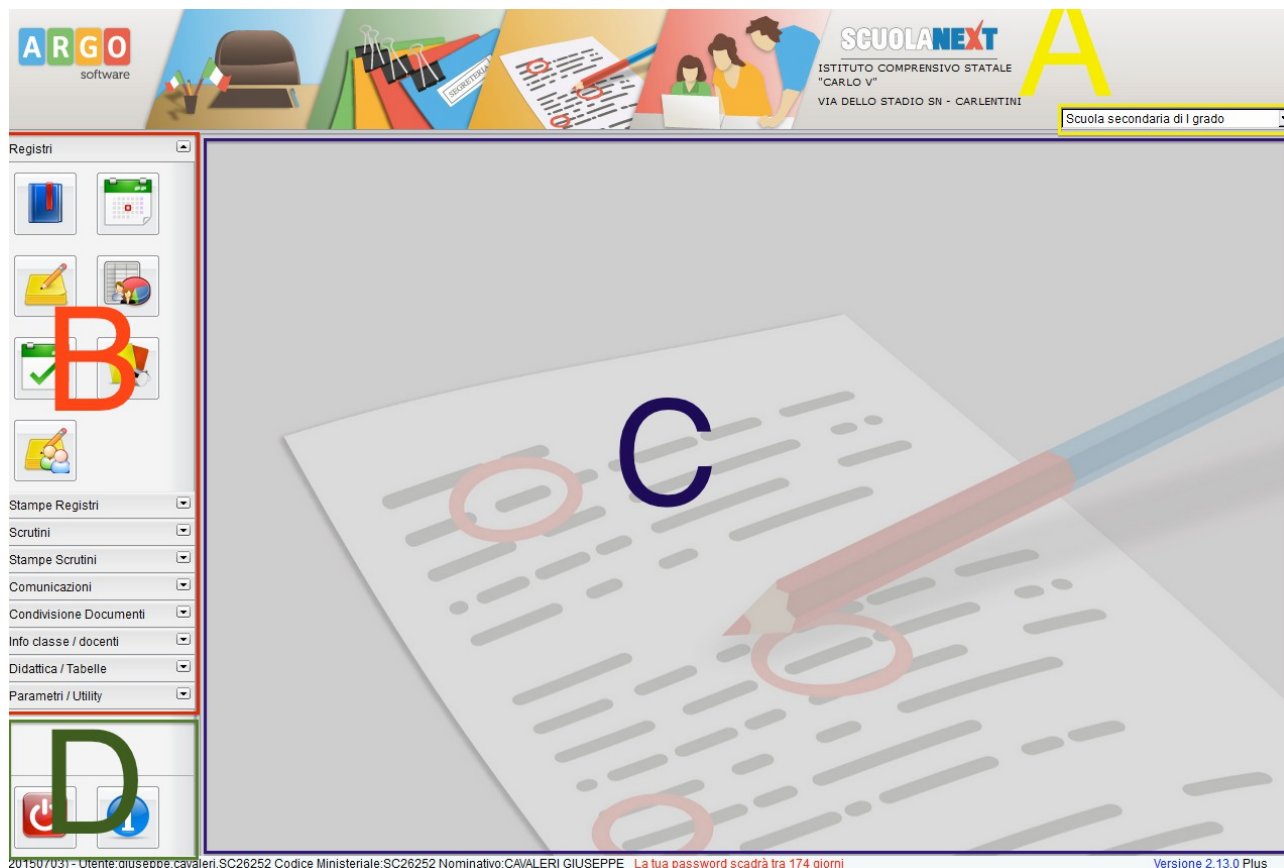 ARGO
software
SEGRETERIA
SCUOLANEXT
ISTITUTO COMPRENSIVO STATALE
"CARLO V"
VIA DELLO STADIO SN - CARLENTINI
A
Scuola secondaria di I grado
Registri
B
C
Stampe Registri
Scrutini
Stampe Scrutini
Comunicazioni
Condivisione Documenti
Info classe / docenti
Didattica / Tabelle
Parametri / Utility
D
20150703) - Utente:giuseppe.cavaleri.SC26252 Codice Ministeriale:SC26252 Nominativo:CAVALERI GIUSEPPE La tua password scadrà tra 174 giorni Versione 2.13.0 Plus